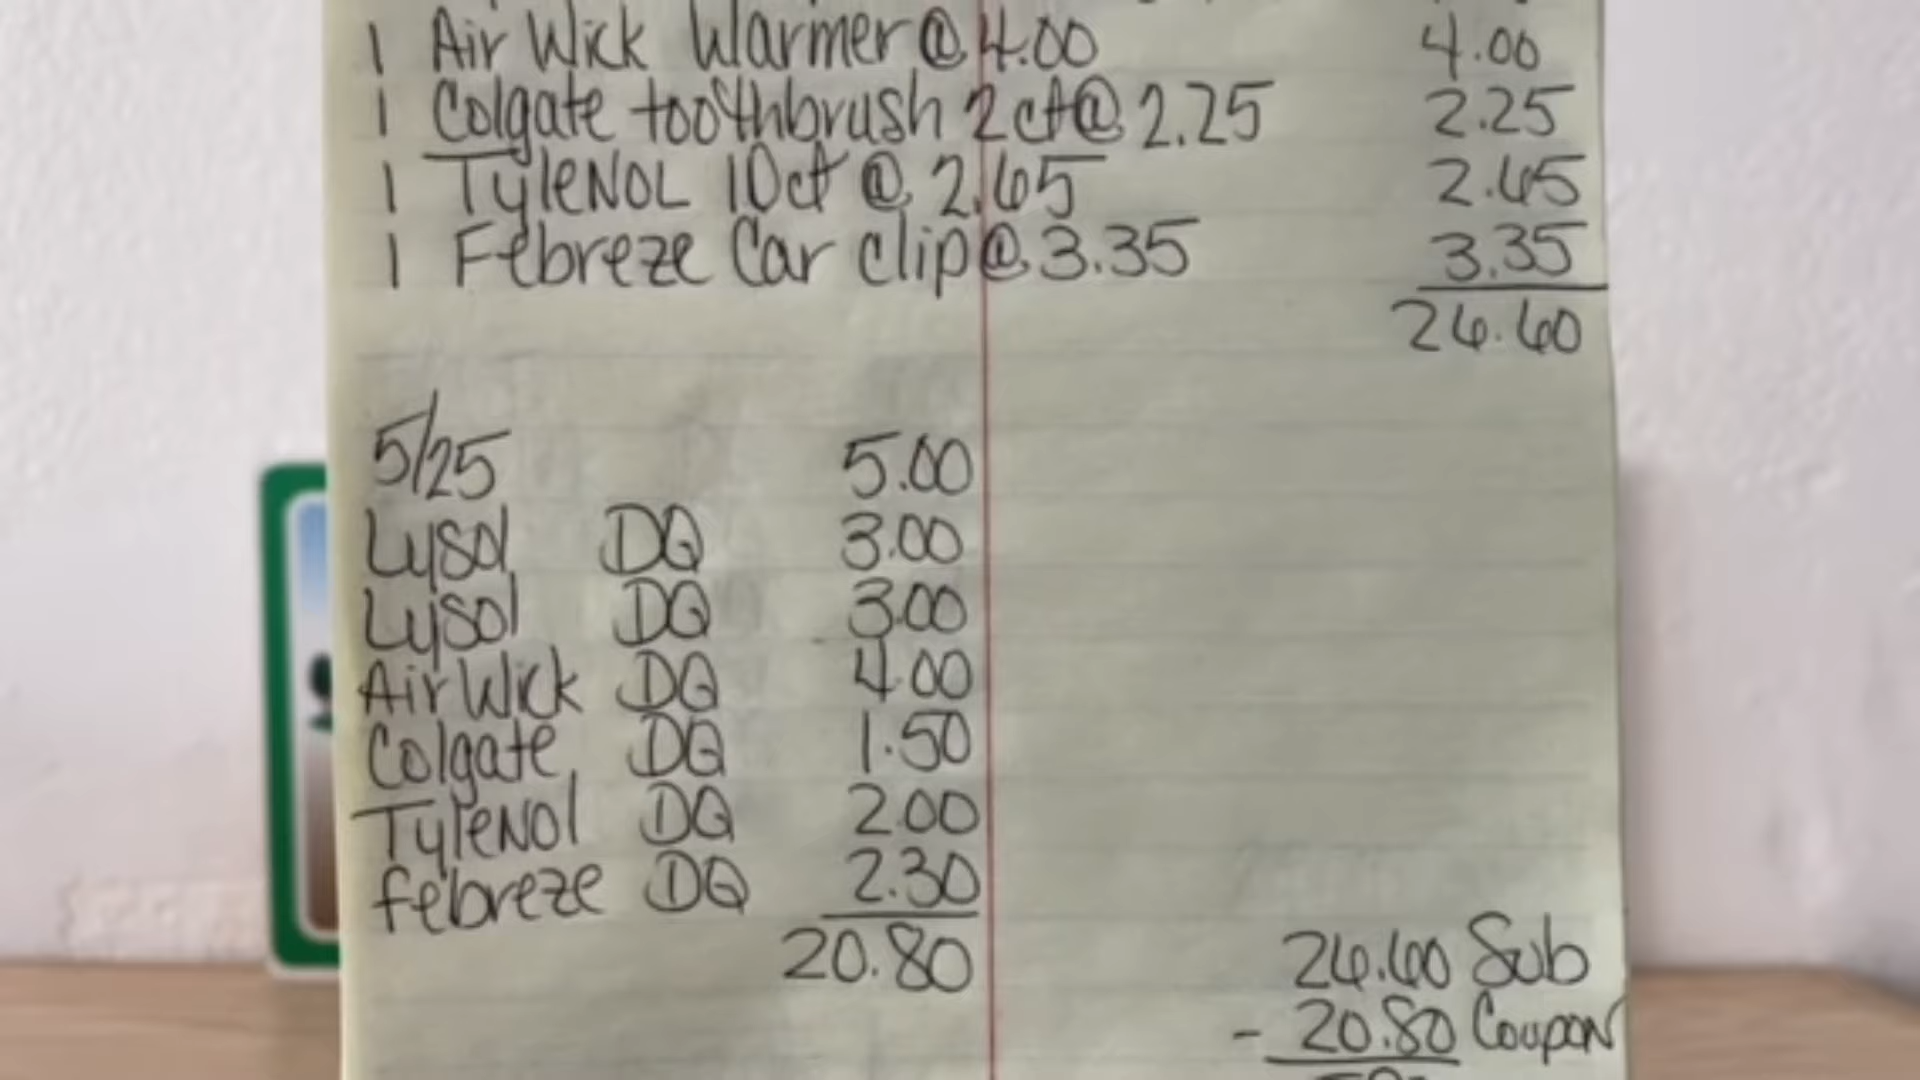 1 Air Wick Warmer @ 4.00 4.00
1 Colgate toothbrush 2ct @ 2.25 2.25
1 TyleNOL 10ct @ 2.65 2.65
1 Febreze Car clip @ 3.35 3.35
26.60
5/25 5.00
Lysol DQ 3.00
Lysol DQ 3.00
Air Wick DQ 4.00
Colgate DQ 1.50
TyleNol DQ 2.00
febreze DQ 2.30
20.80
26.60 Sub
- 20.80 Coupon